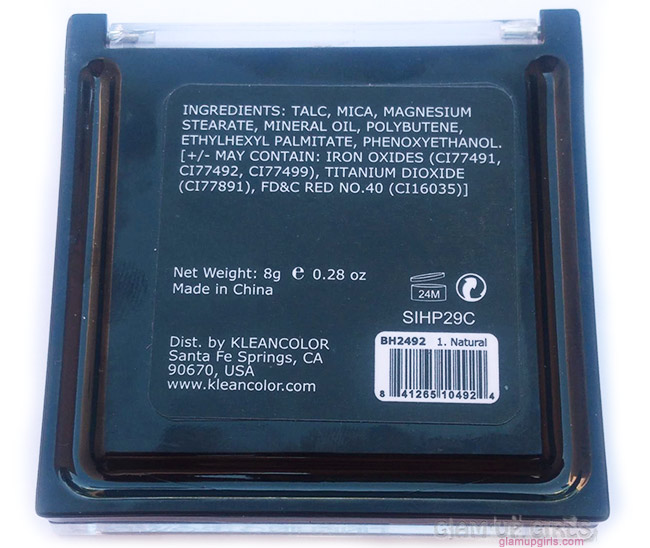 INGREDIENTS: TALC, MICA, MAGNESIUM
STEARATE, MINERAL OIL, POLYBUTENE,
ETHYLHEXYL PALMITATE, PHENOXYETHANOL.
[+/- MAY CONTAIN: IRON OXIDES (CI77491,
CI77492, CI77499), TITANIUM DIOXIDE
(CI77891), FD&C RED NO.40 (CI16035)]
Net Weight: 8g e 0.28 oz
Made in China
24M
SIHP29C
Dist. by KLEANCOLOR
Santa Fe Springs, CA
90670, USA
www.kleancolor.com
BH2492 1. Natural
8 41265 10492 4
glamupgirls.com